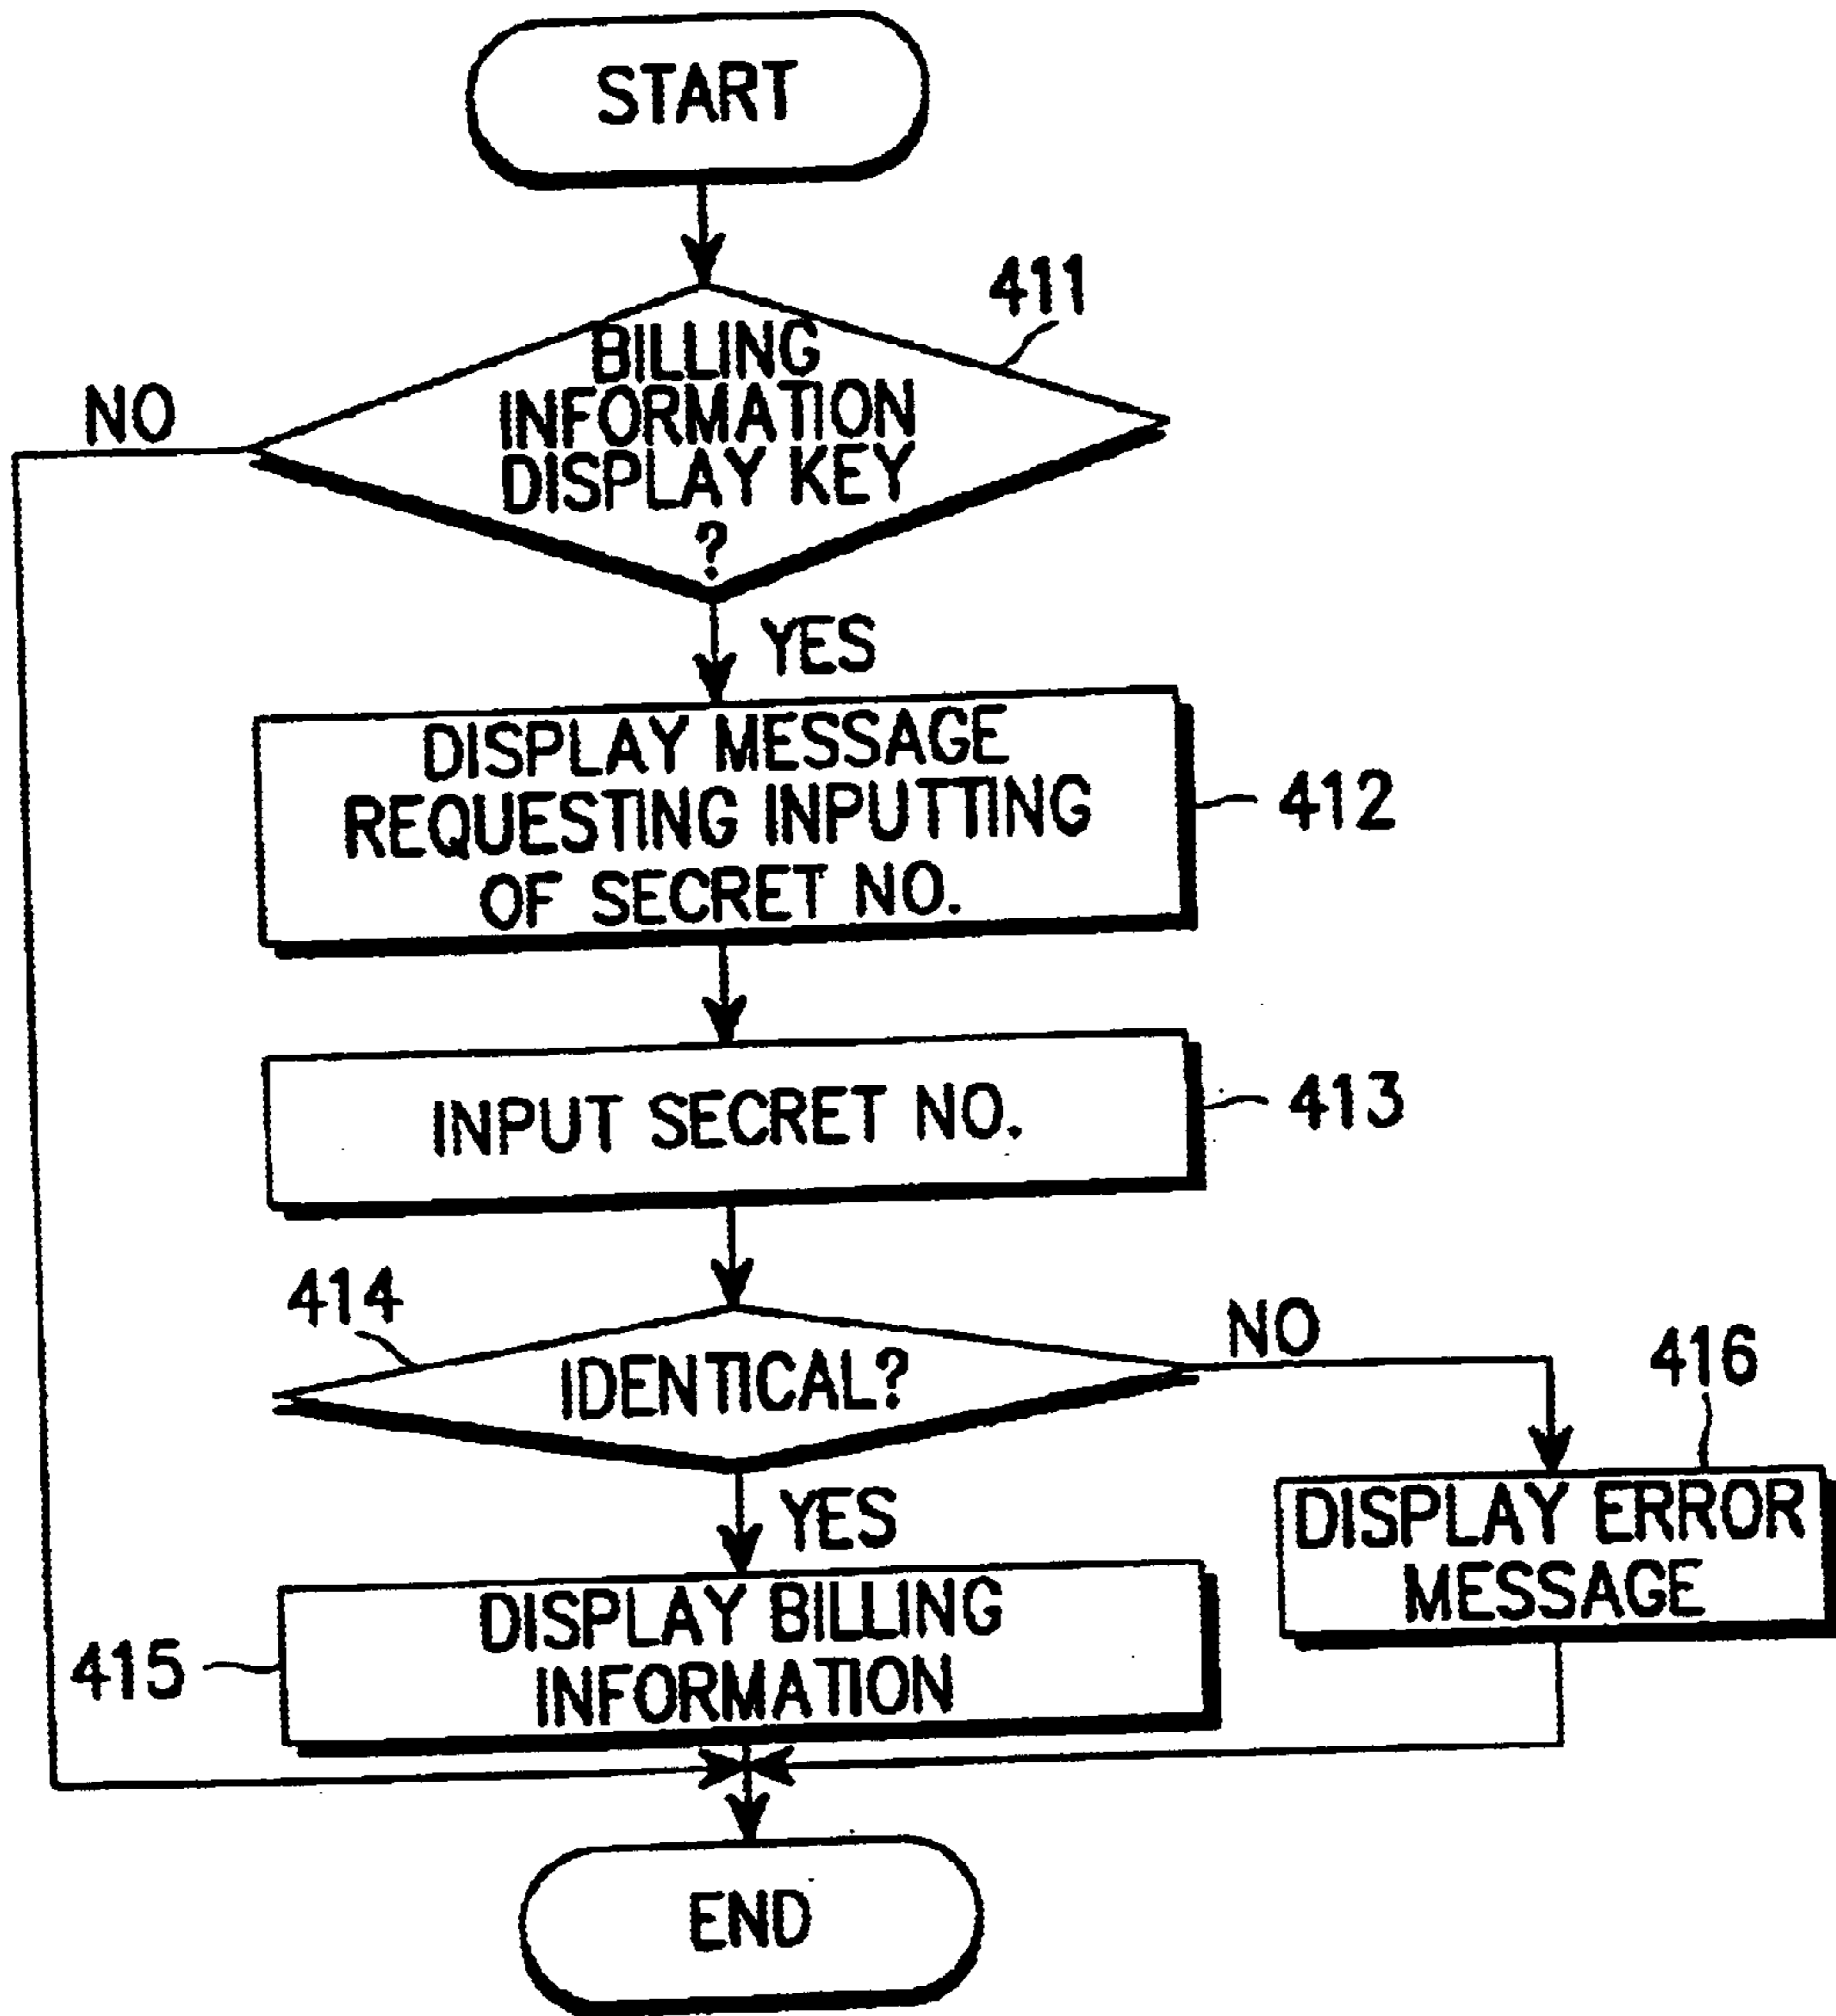 START
411
BILLING
INFORMATION
DISPLAY KEY
?
NO
YES
DISPLAY MESSAGE
REQUESTING INPUTTING
OF SECRET NO.
412
INPUT SECRET NO.
413
414
IDENTICAL?
NO
416
YES
DISPLAY ERROR
MESSAGE
DISPLAY BILLING
INFORMATION
415
END